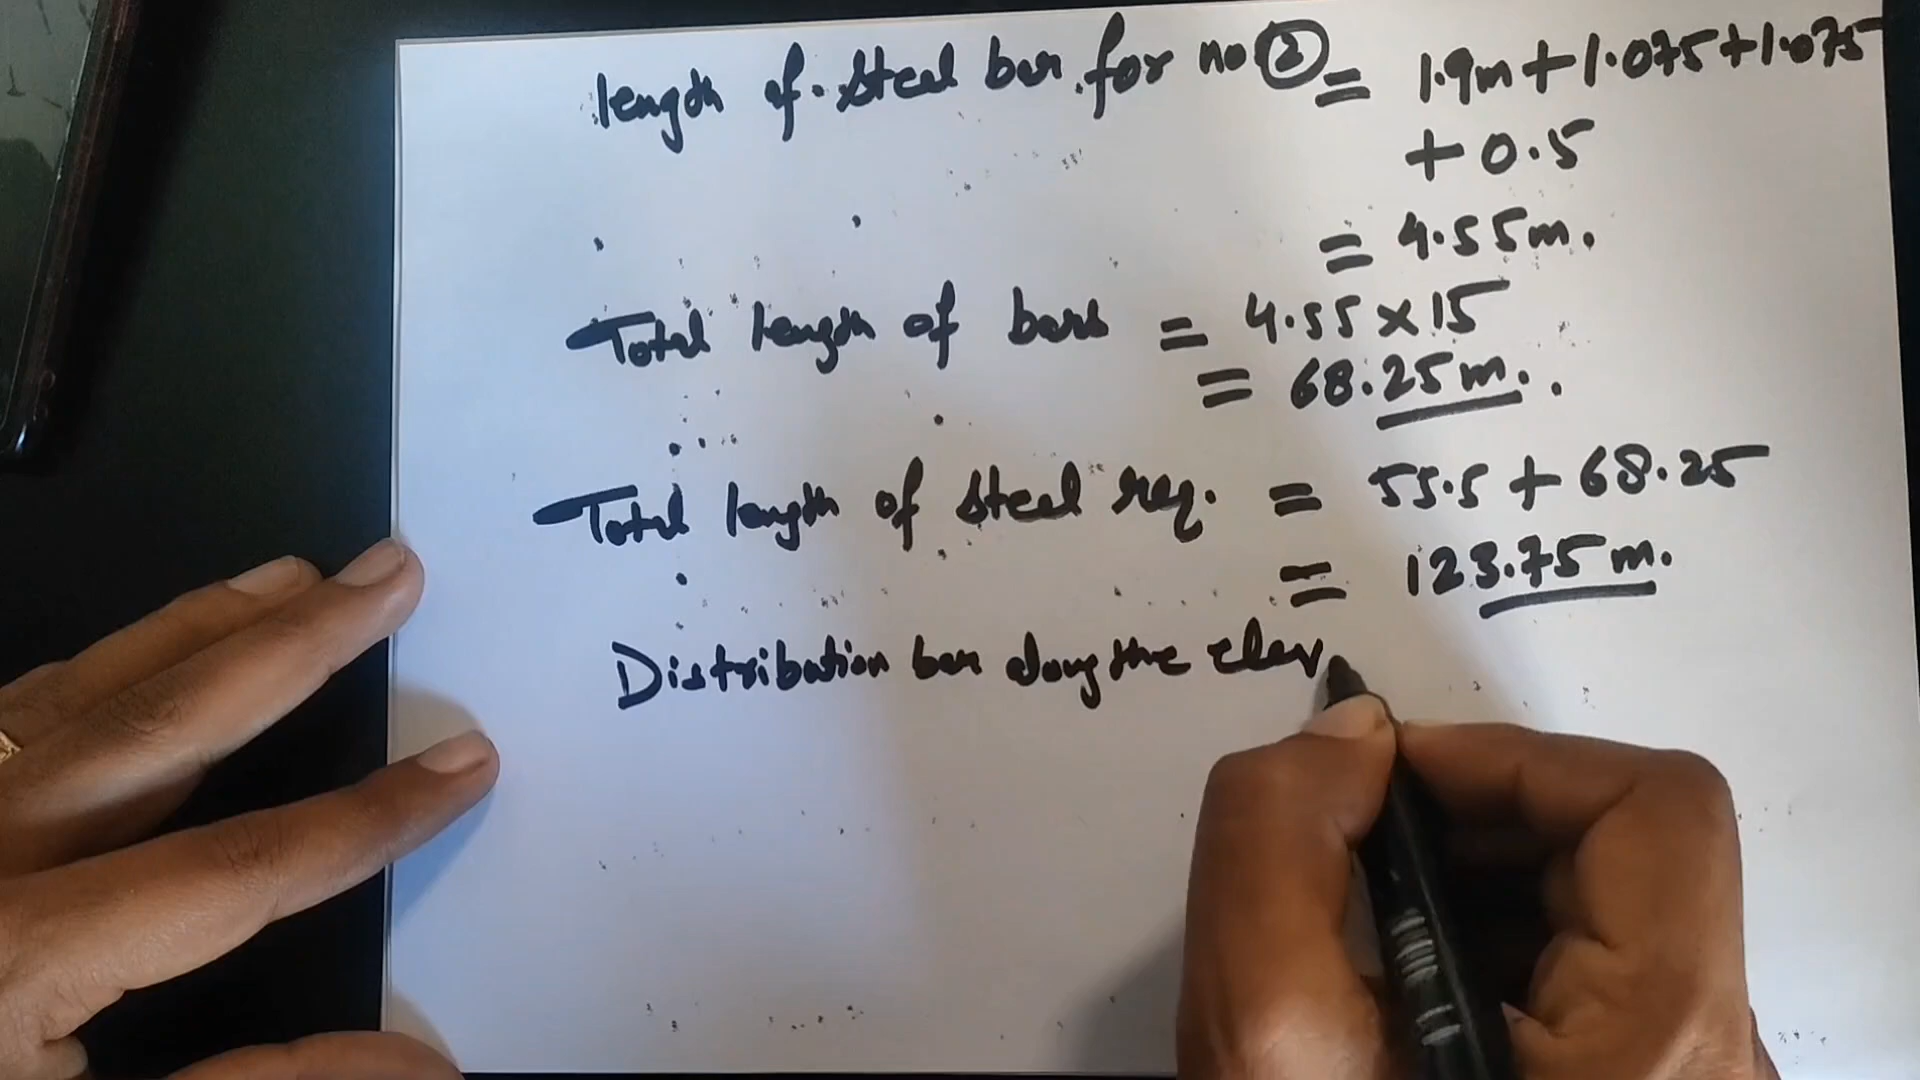 length of steel bar for no ② = 1.9m + 1.075 + 1.075
+ 0.5
= 4.55m.
Total length of bars = 4.55 × 15
= 68.25m.
Total length of steel req. = 55.5 + 68.25
= 123.75 m.
Distribution bar along the elev